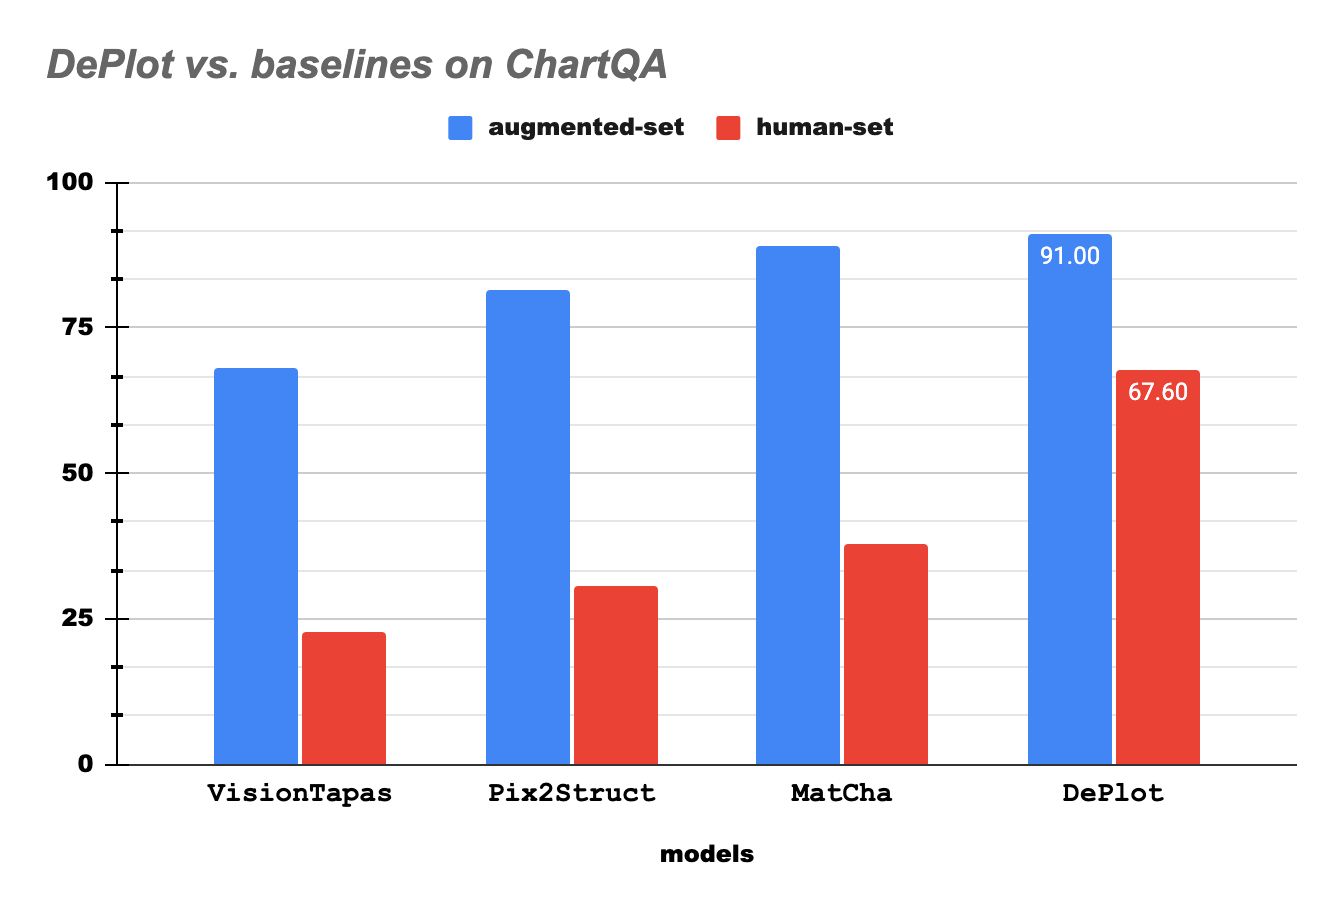 DePlot vs. baselines on ChartQA
augmented-set human-set
100
75
50
25
0
91.00
67.60
VisionTapas Pix2Struct MatCha DePlot
models